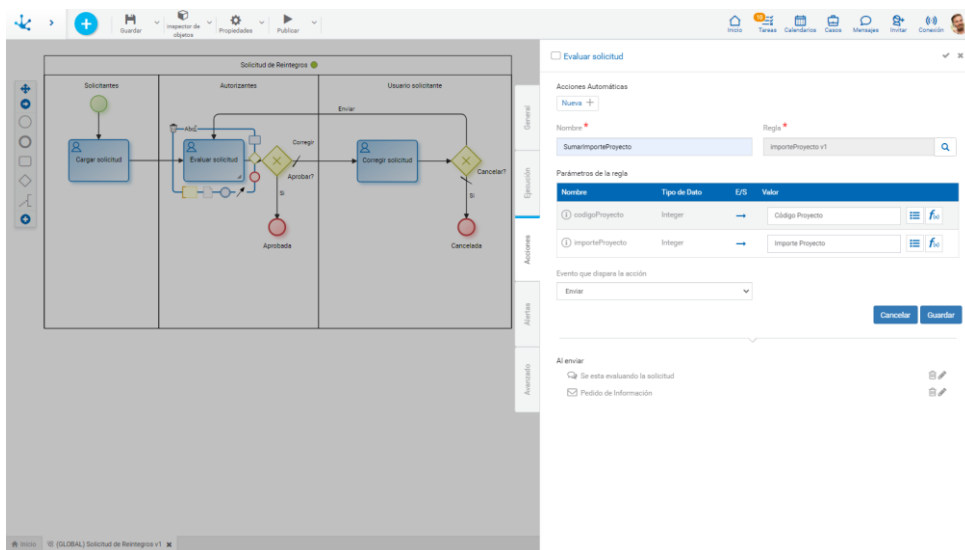 Guardar
Inspector de objetos
Propiedades
Publicar
Inicio
10
Tareas
Calendarios
Casos
Mensajes
Invitar
Conexión
Solicitud de Reintegros
Solicitantes
Autorizantes
Usuario solicitante
Enviar
Abc
Corregir
Cargar solicitud
Evaluar solicitud
Corregir solicitud
Aprobar?
Cancelar?
Si
Si
Aprobada
Cancelada
General
Ejecución
Acciones
Alertas
Avanzado
Evaluar solicitud
Acciones Automáticas
Nueva +
Nombre *
Regla *
SumarImporteProyecto
importeProyecto v1
Parámetros de la regla
Nombre Tipo de Dato E/S Valor
codigoProyecto Integer Código Proyecto
importeProyecto Integer Importe Proyecto
Evento que dispara la acción
Enviar
Cancelar
Guardar
Al enviar
Se esta evaluando la solicitud
Pedido de Información
Inicio
(GLOBAL) Solicitud de Reintegros v1